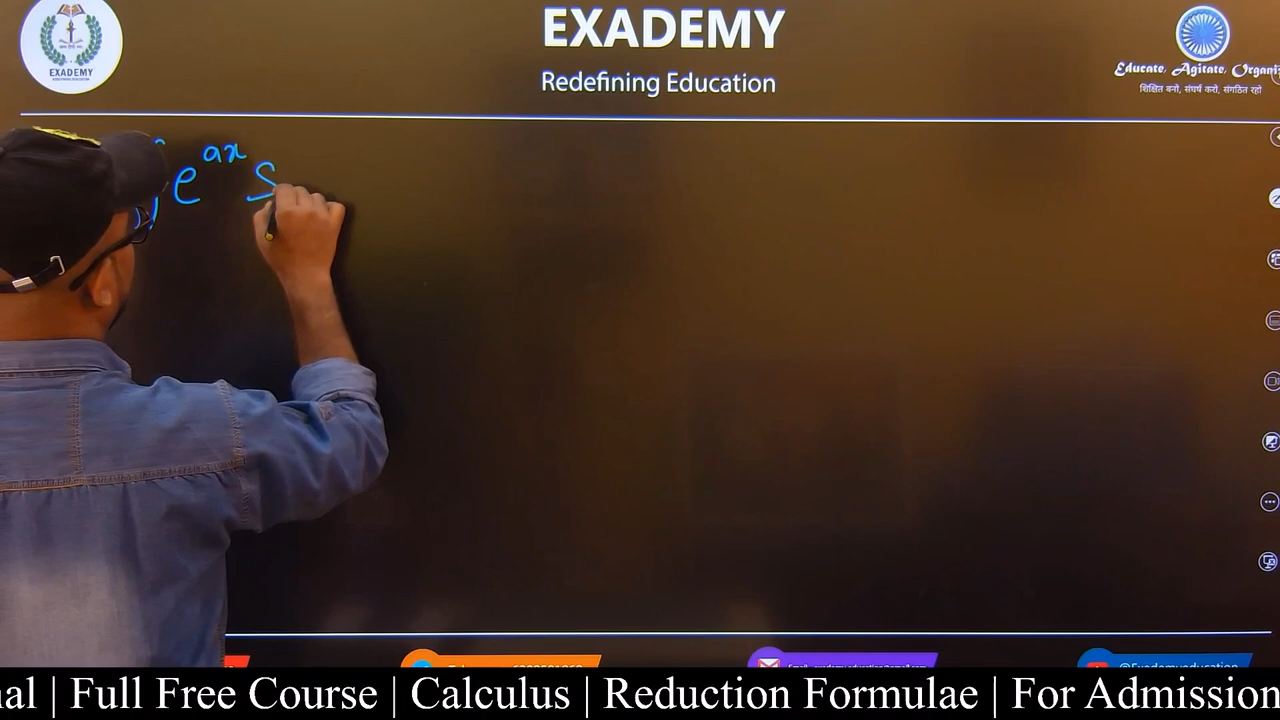 EXADEMY
Redefining Education
EXADEMY
Educate, Agitate, Organi
शिक्षित बनो, संघर्ष करो, संगठित रहो
∫ e^{ax} s
@Exademyeducation
al | Full Free Course | Calculus | Reduction Formulae | For Admission